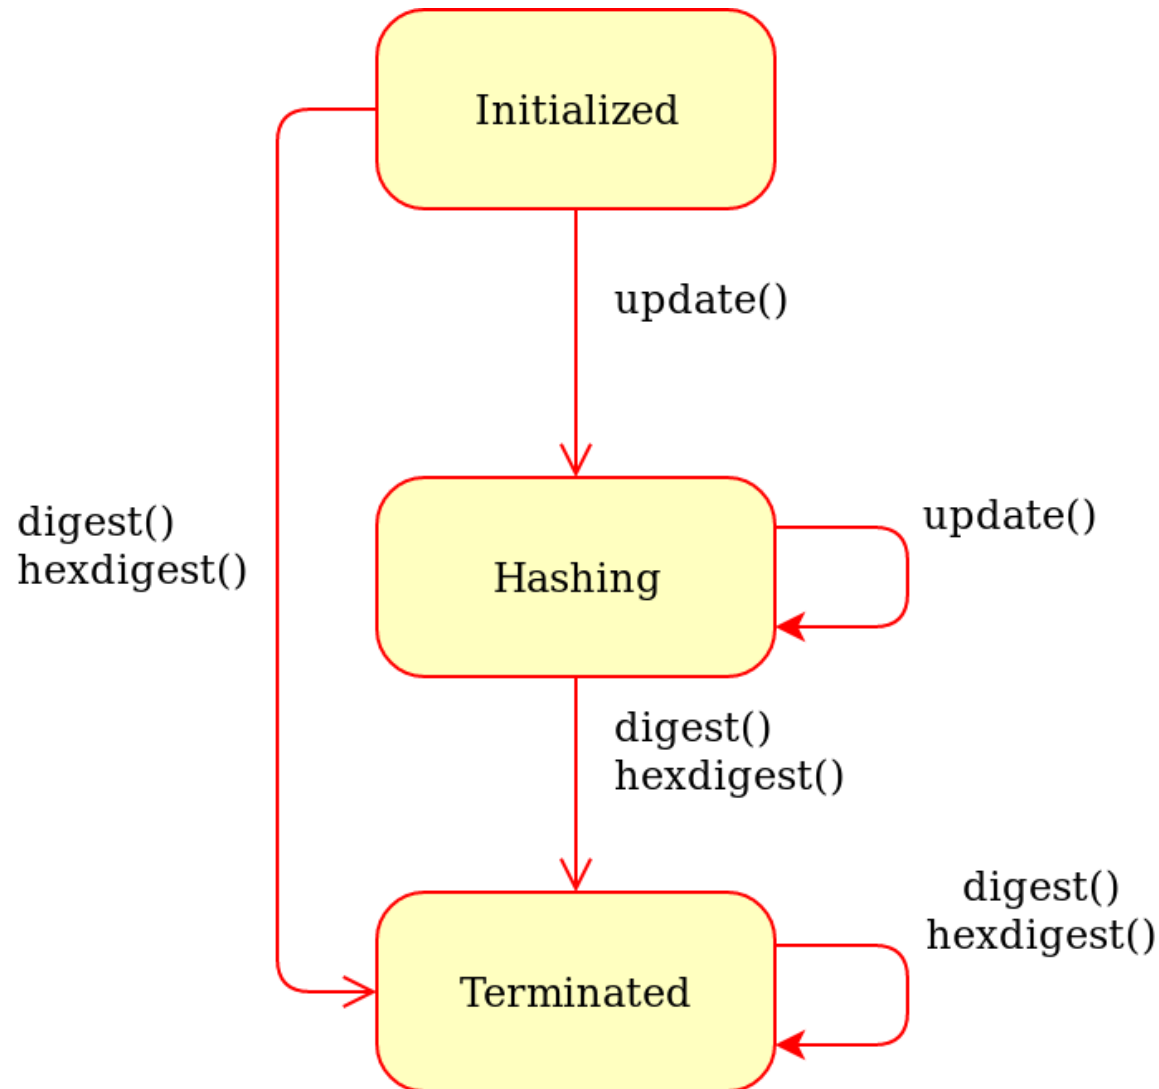 Initialized
update()
digest()
hexdigest()
Hashing
update()
digest()
hexdigest()
Terminated
digest()
hexdigest()